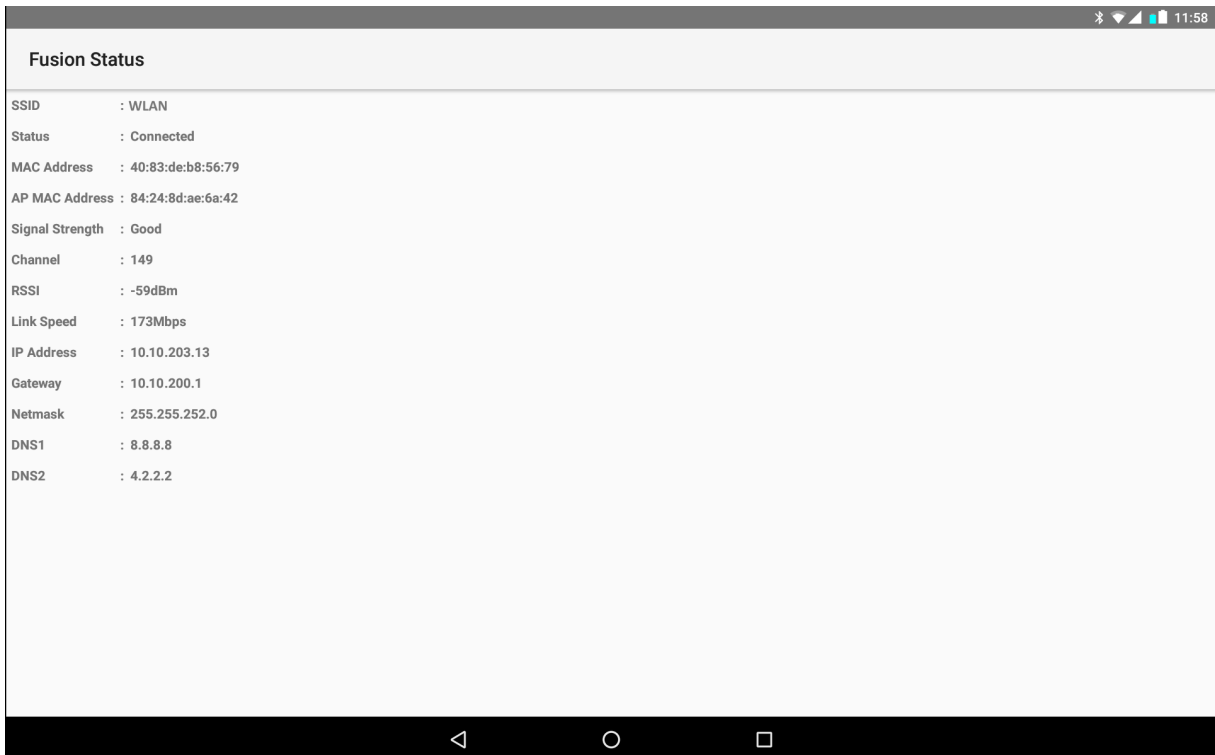 11:58
Fusion Status
SSID : WLAN
Status : Connected
MAC Address : 40:83:de:b8:56:79
AP MAC Address : 84:24:8d:ae:6a:42
Signal Strength : Good
Channel : 149
RSSI : -59dBm
Link Speed : 173Mbps
IP Address : 10.10.203.13
Gateway : 10.10.200.1
Netmask : 255.255.252.0
DNS1 : 8.8.8.8
DNS2 : 4.2.2.2